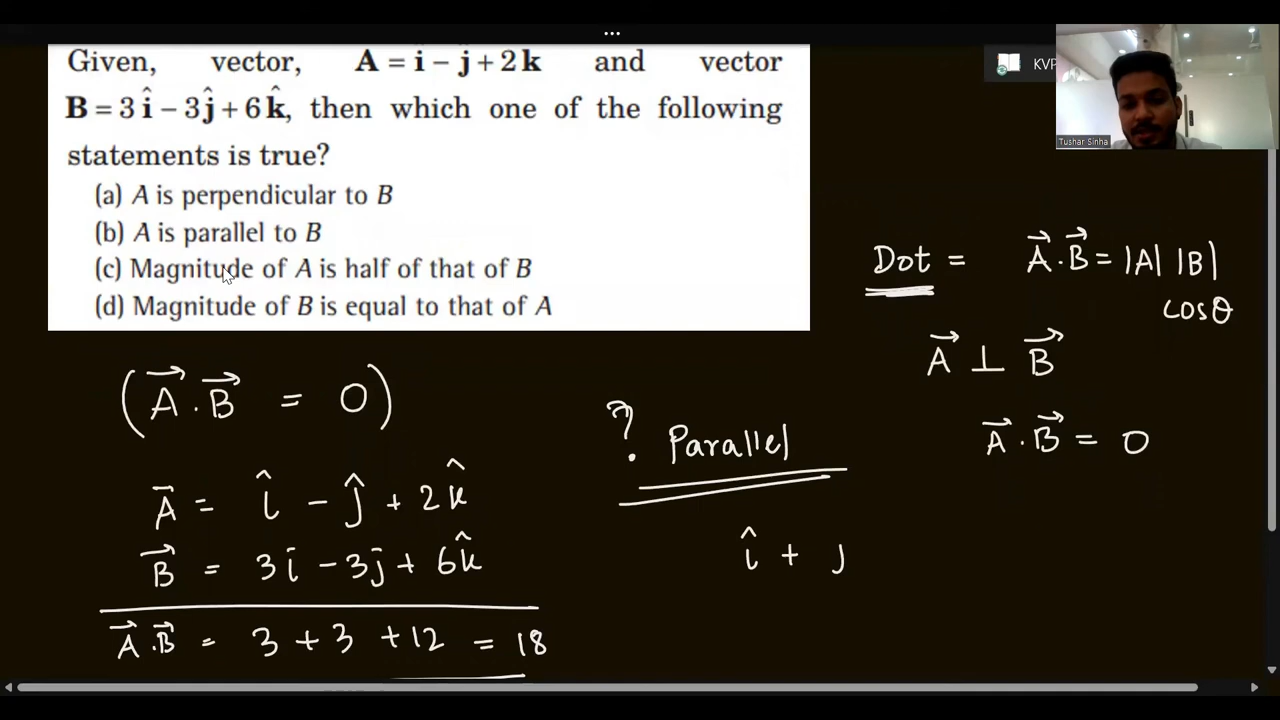 ...
Given, vector, A = i − j + 2k and vector
B = 3î − 3ĵ + 6k̂, then which one of the following
statements is true?
(a) A is perpendicular to B
(b) A is parallel to B
(c) Magnitude of A is half of that of B
(d) Magnitude of B is equal to that of A
KVP
Tushar Sinha
Dot = A⃗ . B⃗ = |A| |B|
cosθ
A⃗ ⊥ B⃗
A⃗ . B⃗ = 0
(A⃗ . B⃗ = 0)
? Parallel
A⃗ = î − ĵ + 2k̂
B⃗ = 3i − 3j + 6k̂
î + J
A⃗ . B⃗ = 3 + 3 + 12 = 18